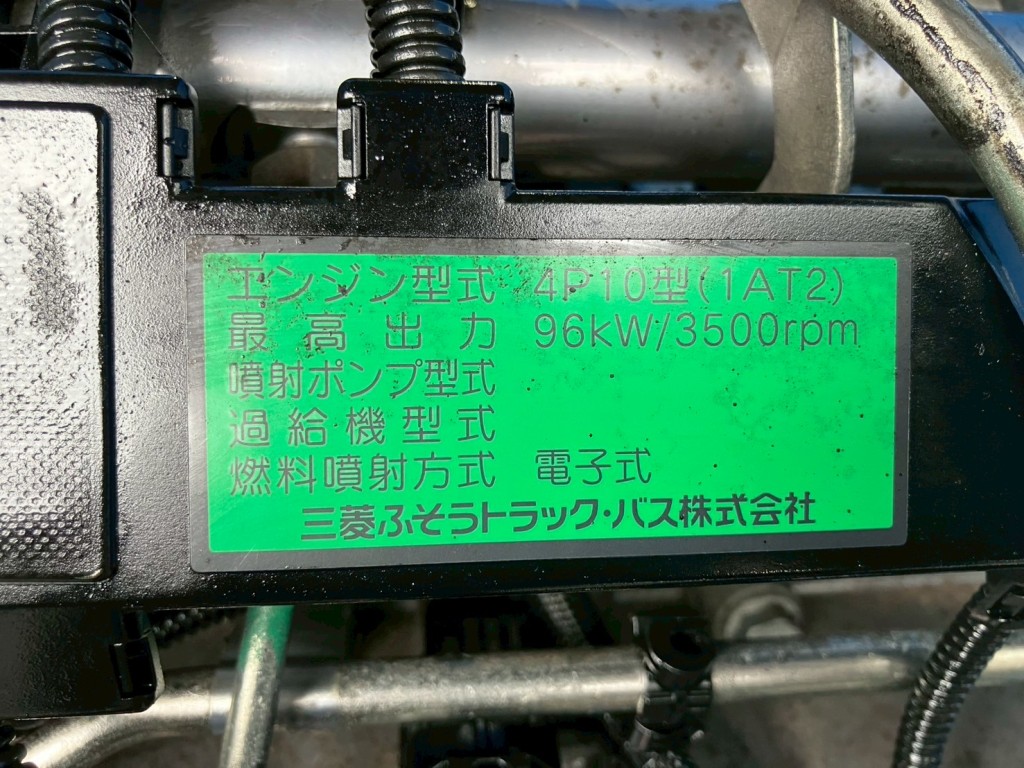 エンジン型式 4P10型(1AT2)
最高出力 96kW/3500rpm
噴射ポンプ型式
過給機型式
燃料噴射方式 電子式
三菱ふそうトラック・バス株式会社